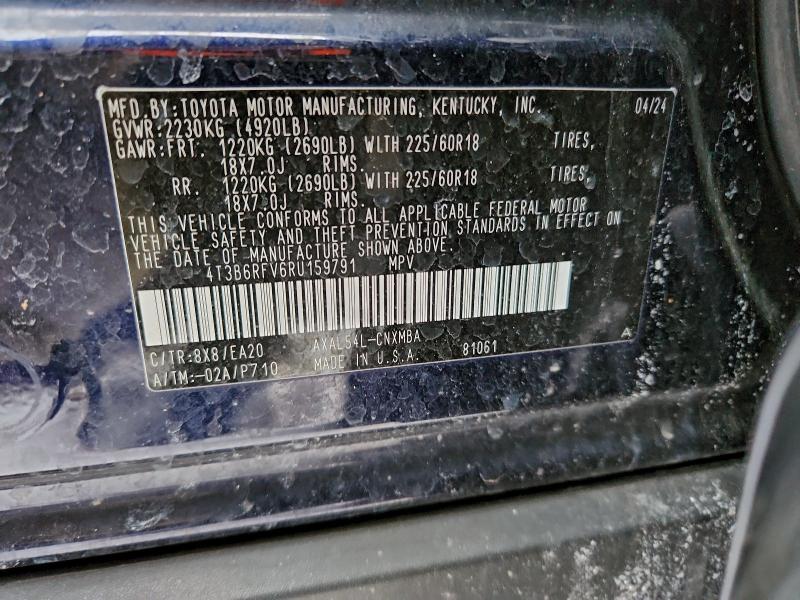 MFD.BY:TOYOTA MOTOR MANUFACTURING, KENTUCKY, INC. 04/24
GVWR:2230KG (4920LB)
GAWR:FRT. 1220KG (2690LB) WITH 225/60R18 TIRES,
18X7.0J RIMS.
RR. 1220KG (2690LB) WITH 225/60R18 TIRES,
18X7.0J RIMS.
THIS VEHICLE CONFORMS TO ALL APPLICABLE FEDERAL MOTOR
VEHICLE SAFETY AND THEFT PREVENTION STANDARDS IN EFFECT ON
THE DATE OF MANUFACTURE SHOWN ABOVE.
4T3B6RFV6RU159791 MPV
C/TR:8X8/EA20 AXAL54L-CNXMBA
A/TM:-02A/P710 MADE IN U.S.A. 81061 A